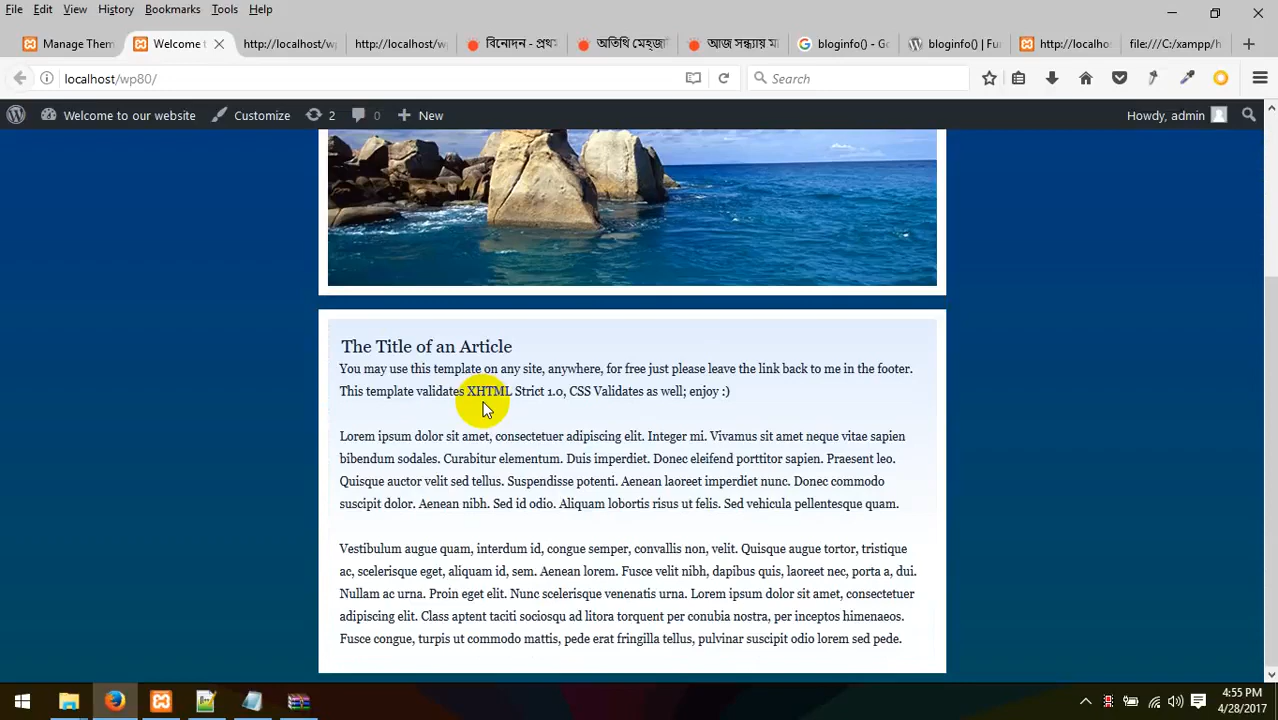 File Edit View History Bookmarks Tools Help
Manage Them Welcome t http://localhost/wp http://localhost/wp বিনোদন - প্রথম অতিথি মেহ্জা আজ সন্ধ্যায় মা bloginfo() - Go bloginfo() | Fun http://localhos file:///C:/xampp/h
localhost/wp80/ Search
Welcome to our website Customize 2 0 New Howdy, admin
The Title of an Article
You may use this template on any site, anywhere, for free just please leave the link back to me in the footer.
This template validates XHTML Strict 1.0, CSS Validates as well; enjoy :)
Lorem ipsum dolor sit amet, consectetuer adipiscing elit. Integer mi. Vivamus sit amet neque vitae sapien
bibendum sodales. Curabitur elementum. Duis imperdiet. Donec eleifend porttitor sapien. Praesent leo.
Quisque auctor velit sed tellus. Suspendisse potenti. Aenean laoreet imperdiet nunc. Donec commodo
suscipit dolor. Aenean nibh. Sed id odio. Aliquam lobortis risus ut felis. Sed vehicula pellentesque quam.
Vestibulum augue quam, interdum id, congue semper, convallis non, velit. Quisque augue tortor, tristique
ac, scelerisque eget, aliquam id, sem. Aenean lorem. Fusce velit nibh, dapibus quis, laoreet nec, porta a, dui.
Nullam ac urna. Proin eget elit. Nunc scelerisque venenatis urna. Lorem ipsum dolor sit amet, consectetuer
adipiscing elit. Class aptent taciti sociosqu ad litora torquent per conubia nostra, per inceptos himenaeos.
Fusce congue, turpis ut commodo mattis, pede erat fringilla tellus, pulvinar suscipit odio lorem sed pede.
4:55 PM
4/28/2017